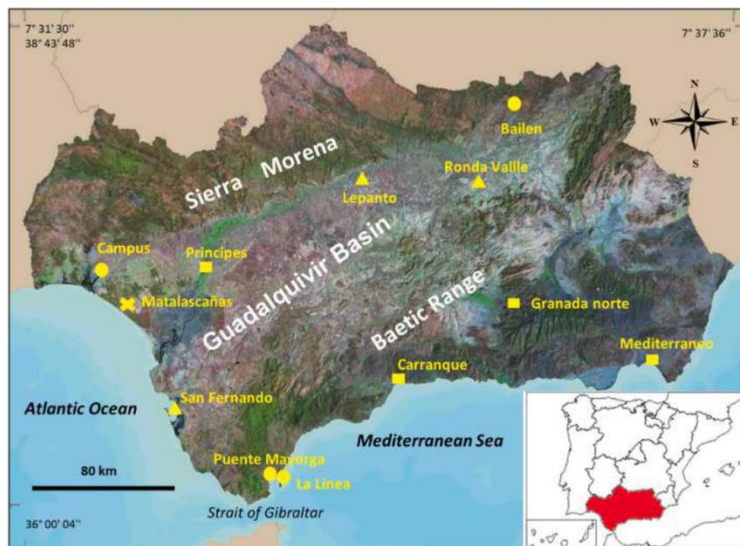 7° 31' 30''
38° 43' 48''
7° 37' 36''
N
W E
S
Bailen
Sierra Morena
Ronda Vallle
Lepanto
Campus
Principes
Guadalquivir Basin
Matalascañas
Baetic Range
Granada norte
Mediterraneo
Carranque
San Fernando
Atlantic Ocean
Mediterranean Sea
Puente Mayorga
80 km
La Linea
Strait of Gibraltar
36° 00' 04''